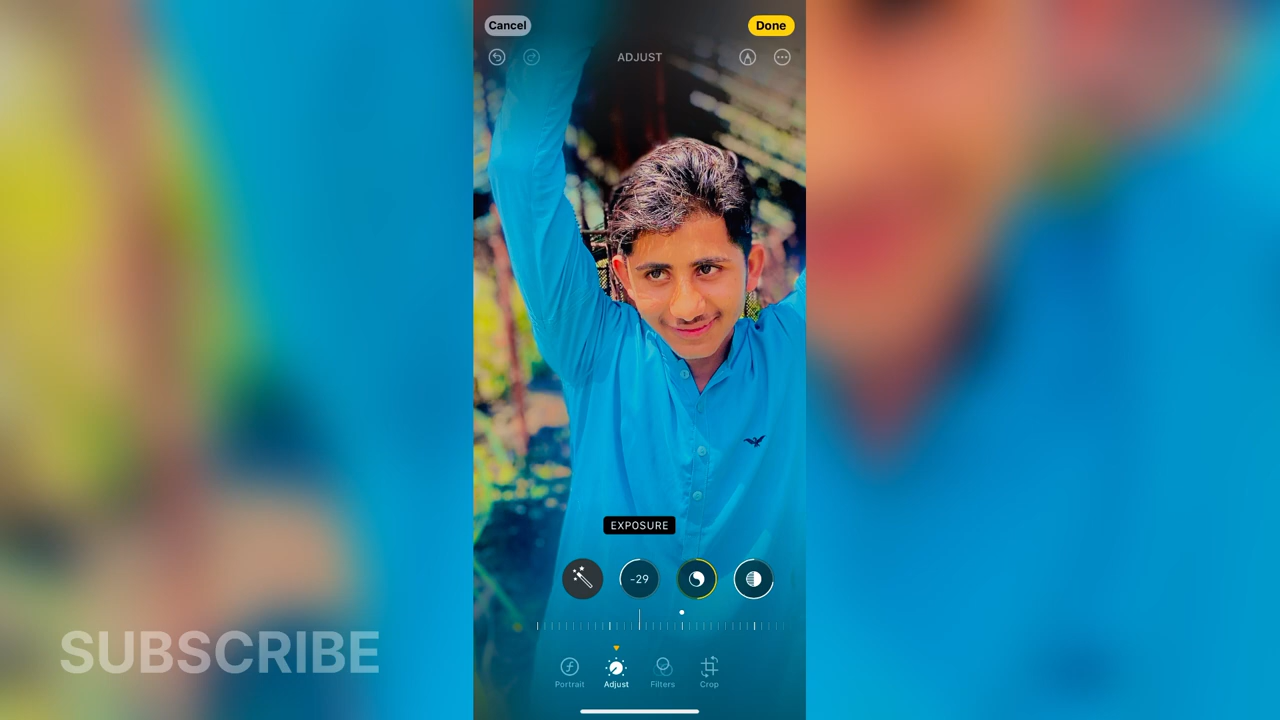 Cancel
Done
ADJUST
EXPOSURE
-29
SUBSCRIBE
Portrait
Adjust
Filters
Crop